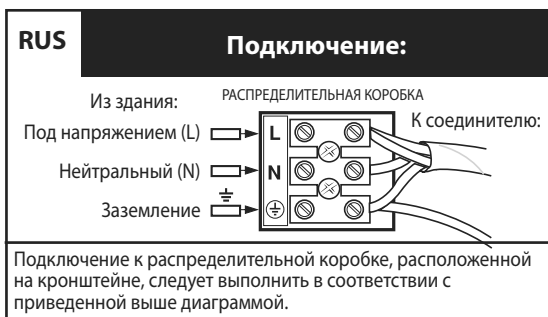 RUS
Подключение:
Из здания:
РАСПРЕДЕЛИТЕЛЬНАЯ КОРОБКА
К соединителю:
Под напряжением (L)
L
Нейтральный (N)
N
Заземление
Подключение к распределительной коробке, расположенной
на кронштейне, следует выполнить в соответствии с
приведенной выше диаграммой.